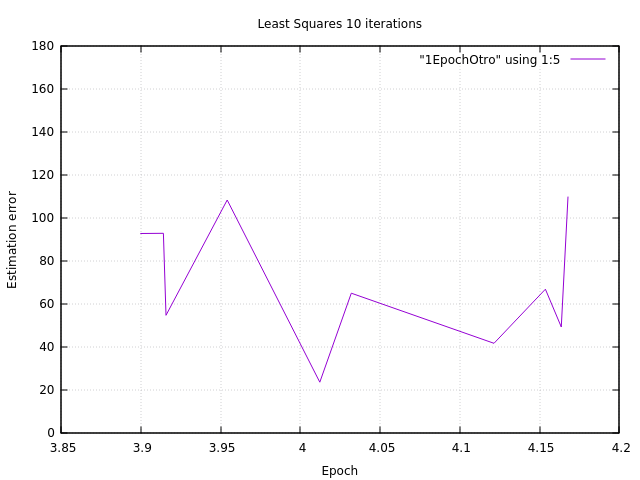 Least Squares 10 iterations
"1EpochOtro" using 1:5
Estimation error
180
160
140
120
100
80
60
40
20
0
3.85 3.9 3.95 4 4.05 4.1 4.15 4.2
Epoch